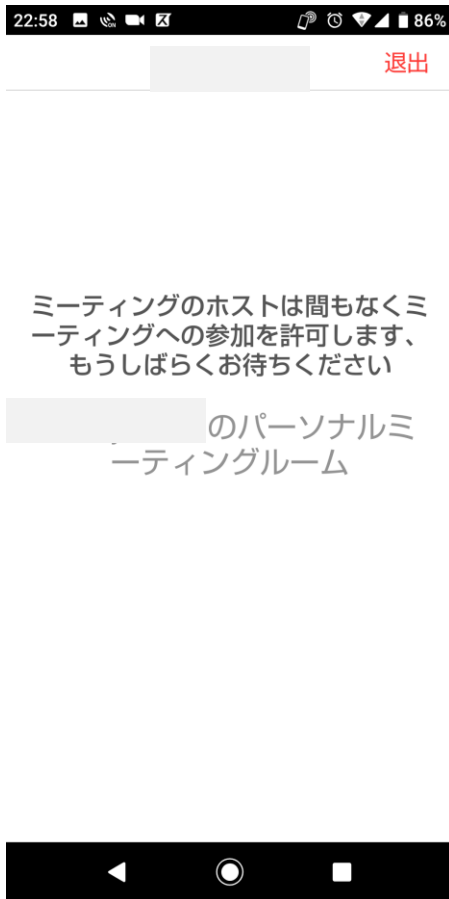 22:58 86%
退出
ミーティングのホストは間もなくミ
ーティングへの参加を許可します、
もうしばらくお待ちください
のパーソナルミ
ーティングルーム